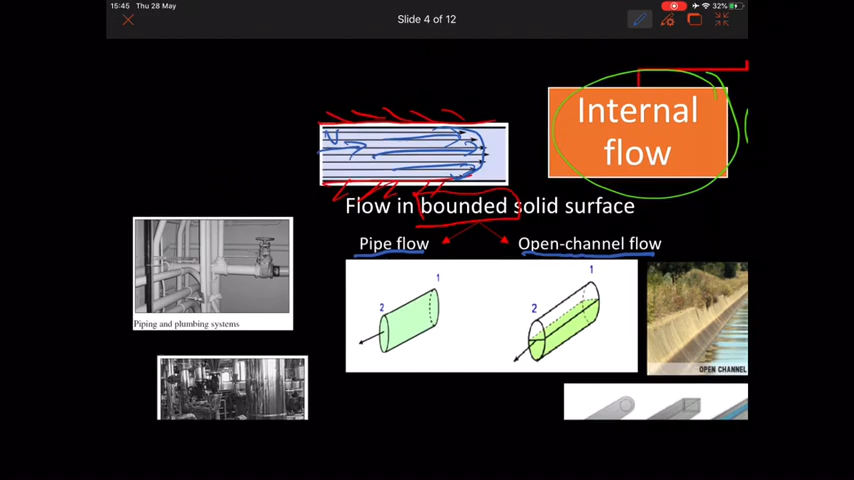 15:45 Thu 28 May
32%
Slide 4 of 12
Internal
flow
V
Flow in bounded solid surface
Pipe flow
Open-channel flow
1
2
1
2
Piping and plumbing systems
OPEN CHANNEL